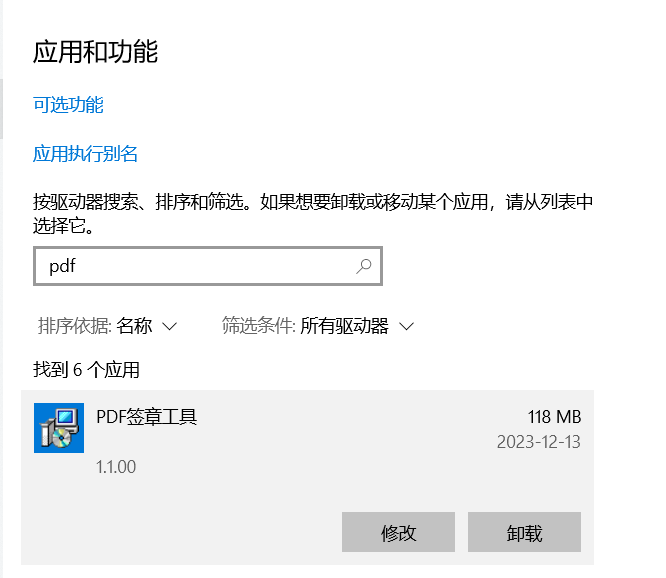 应用和功能
可选功能
应用执行别名
按驱动器搜索、排序和筛选。如果想要卸载或移动某个应用，请从列表中
选择它。
pdf
排序依据: 名称 筛选条件: 所有驱动器
找到 6 个应用
PDF签章工具 118 MB
2023-12-13
1.1.00
修改 卸载